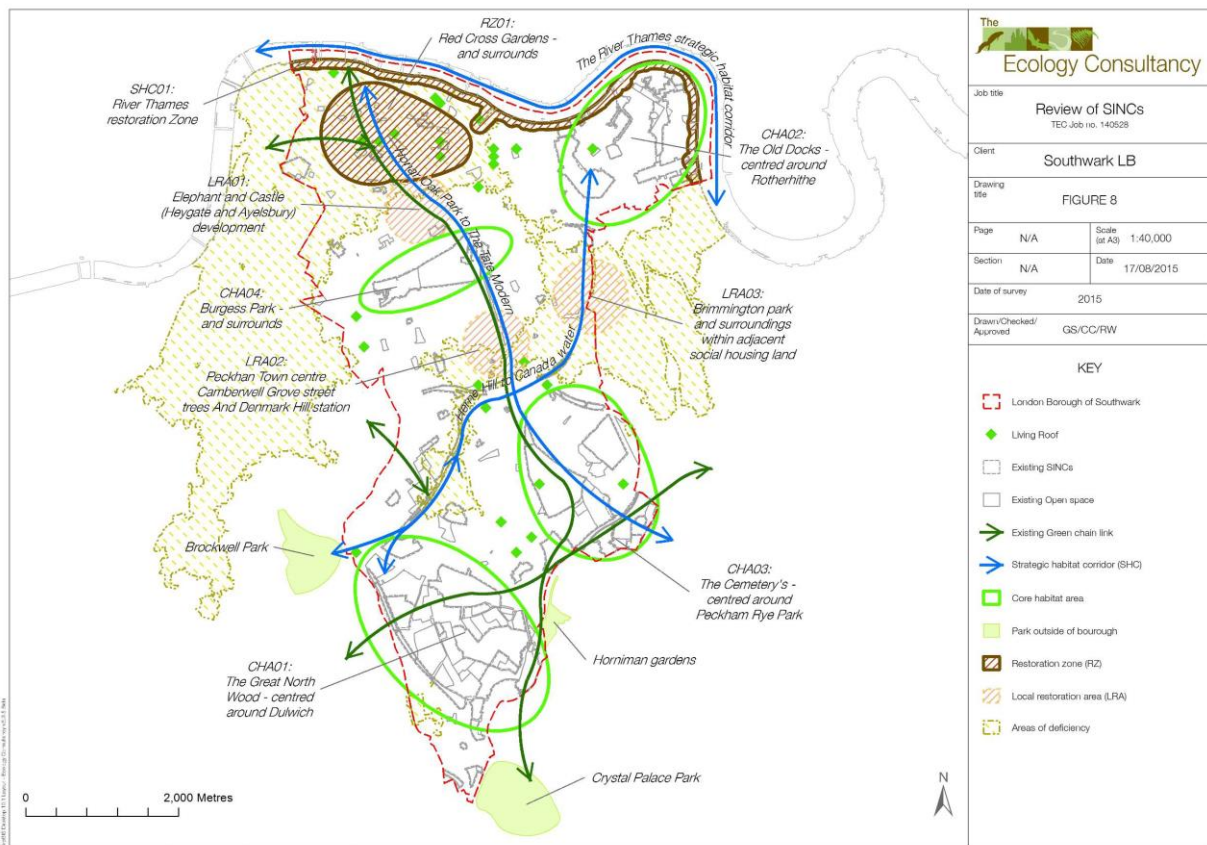 RZ01:
Red Cross Gardens -
and surrounds
The River Thames strategic
habitat corridor
SHC01:
River Thames
restoration Zone
CHA02:
The Old Docks -
centred around
Rotherhithe
LRA01:
Elephant and Castle
(Heygate and Ayelsbury)
development
Honar Oak Park to The Tate Modern
CHA04:
Burgess Park -
and surrounds
LRA03:
Brimmington park
and surroundings
within adjacent
social housing land
LRA02:
Peckhan Town centre
Camberwell Grove street
trees And Denmark Hill station
Herne Hill to Canada water
Brockwell Park
CHA03:
The Cemetery's -
centred around
Peckham Rye Park
Horniman gardens
CHA01:
The Great North
Wood - centred
around Dulwich
Crystal Palace Park
0
2,000 Metres
N
The
Ecology Consultancy
Job title
Review of SINCs
TEC Job no. 140528
Client
Southwark LB
Drawing
title
FIGURE 8
Page
N/A
Scale
(at A3)
1:40,000
Section
N/A
Date
17/08/2015
Date of survey
2015
Drawn/Checked/
Approved
GS/CC/RW
KEY
London Borough of Southwark
Living Roof
Existing SINCs
Existing Open space
Existing Green chain link
Strategic habitat corridor (SHC)
Core habitat area
Park outside of bourough
Restoration zone (RZ)
Local restoration area (LRA)
Areas of deficiency